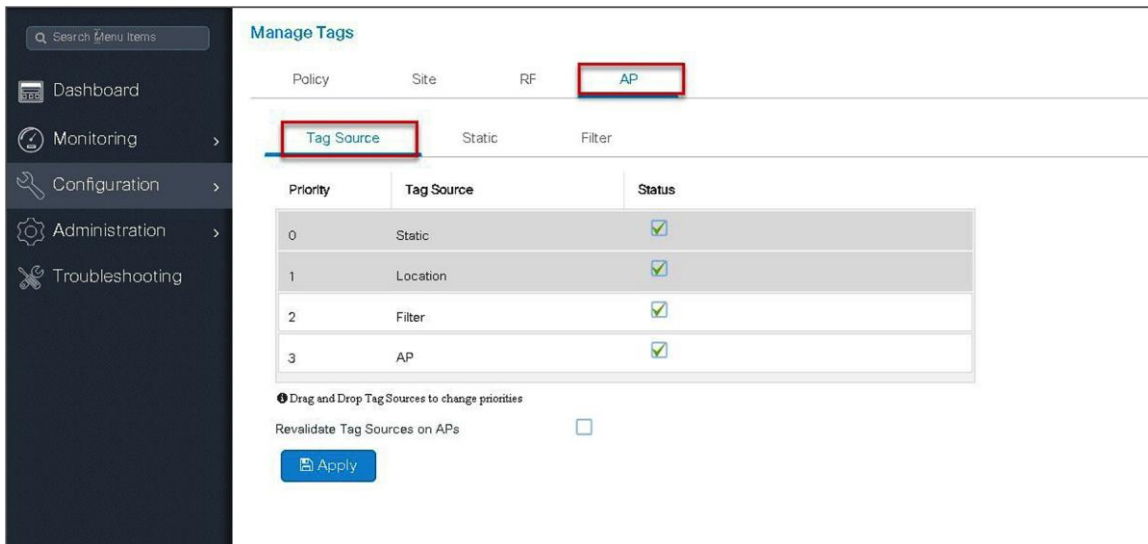 Search Menu Items
Dashboard
Monitoring
Configuration
Administration
Troubleshooting
Manage Tags
Policy Site RF AP
Tag Source Static Filter
Priority Tag Source Status
0 Static
1 Location
2 Filter
3 AP
Drag and Drop Tag Sources to change priorities
Revalidate Tag Sources on APs
Apply